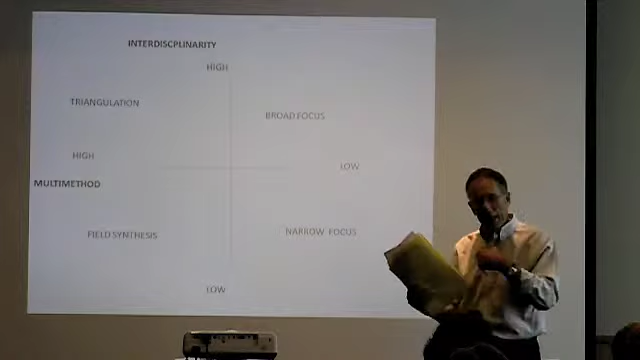 INTERDISCPLINARITY
HIGH
TRIANGULATION
BROAD FOCUS
HIGH
LOW
MULTIMETHOD
FIELD SYNTHESIS
NARROW FOCUS
LOW